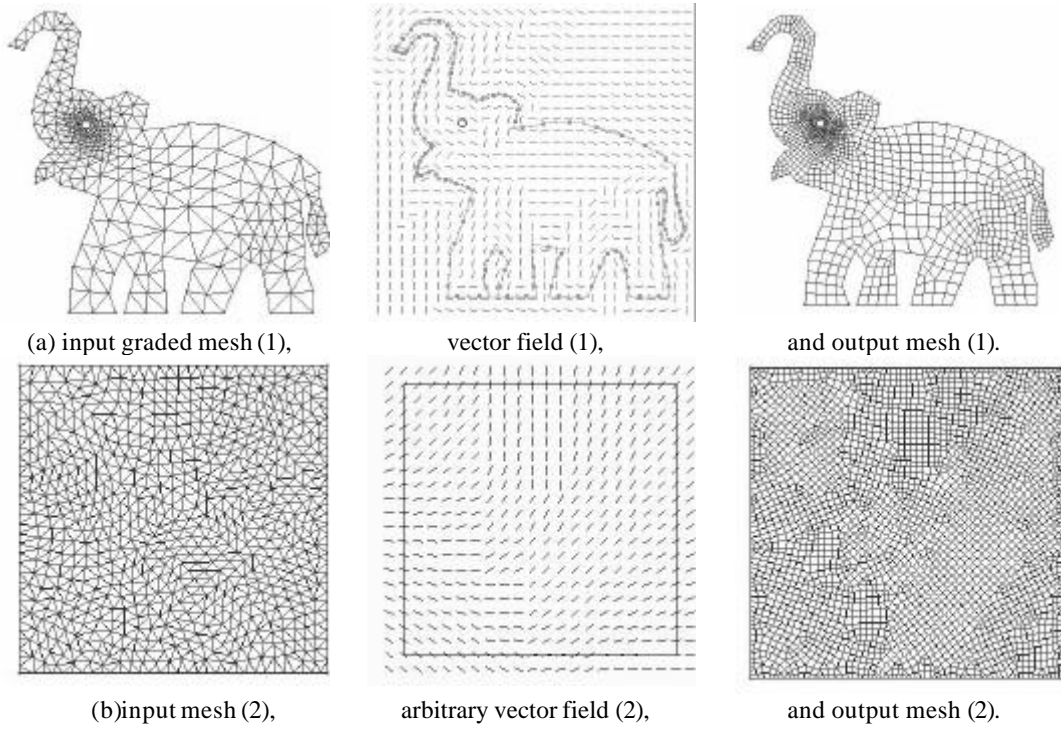 (a) input graded mesh (1), vector field (1), and output mesh (1).
(b)input mesh (2), arbitrary vector field (2), and output mesh (2).